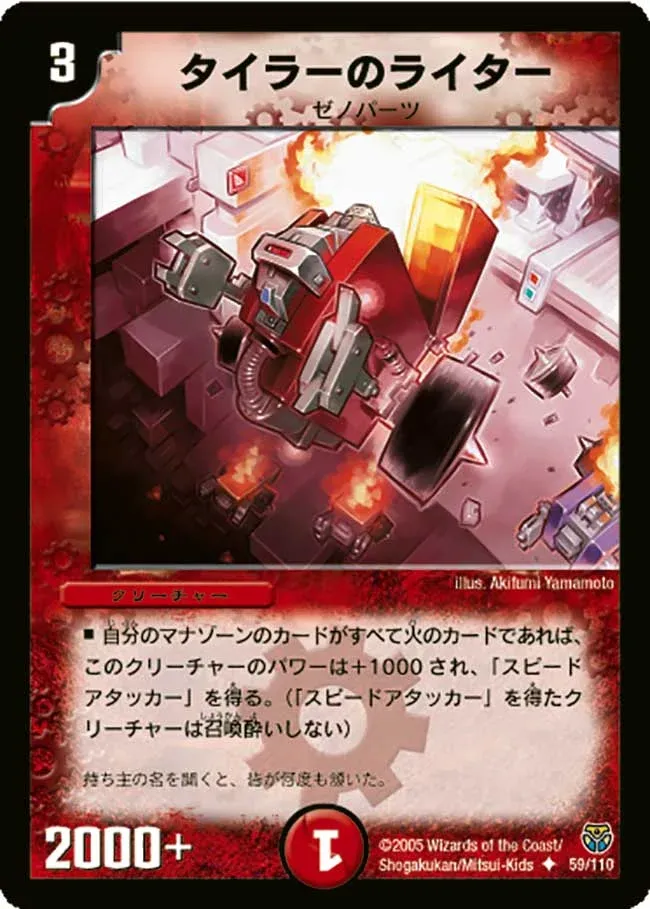 3
タイラーのライター
ゼノパーツ
illus. Akifumi Yamamoto
クリーチャー
■ 自分のマナゾーンのカードがすべて火のカードであれば、
このクリーチャーのパワーは+1000され、「スピード
アタッカー」を得る。(「スピードアタッカー」を得たク
リーチャーは召喚酔いしない)
持ち主の名を聞くと、皆が何度も頷いた。
2000+
1
©2005 Wizards of the Coast/
Shogakukan/Mitsui-Kids ♦ 59/110